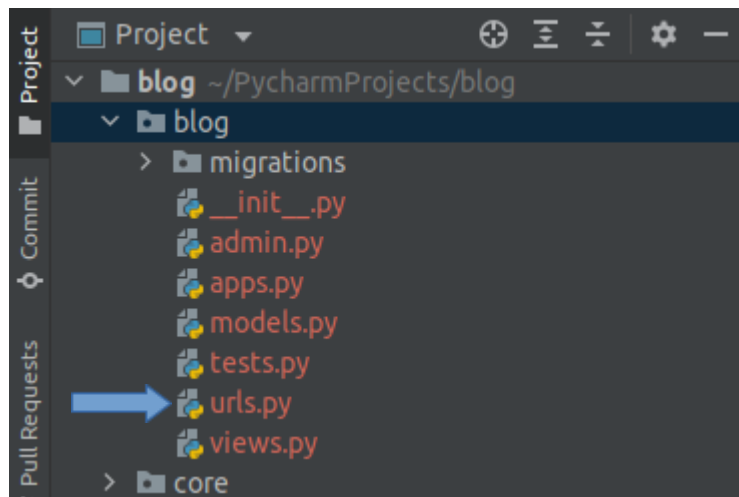 Project
blog ~/PycharmProjects/blog
blog
migrations
__init__.py
admin.py
apps.py
models.py
tests.py
urls.py
views.py
core
Project
Commit
Pull Requests